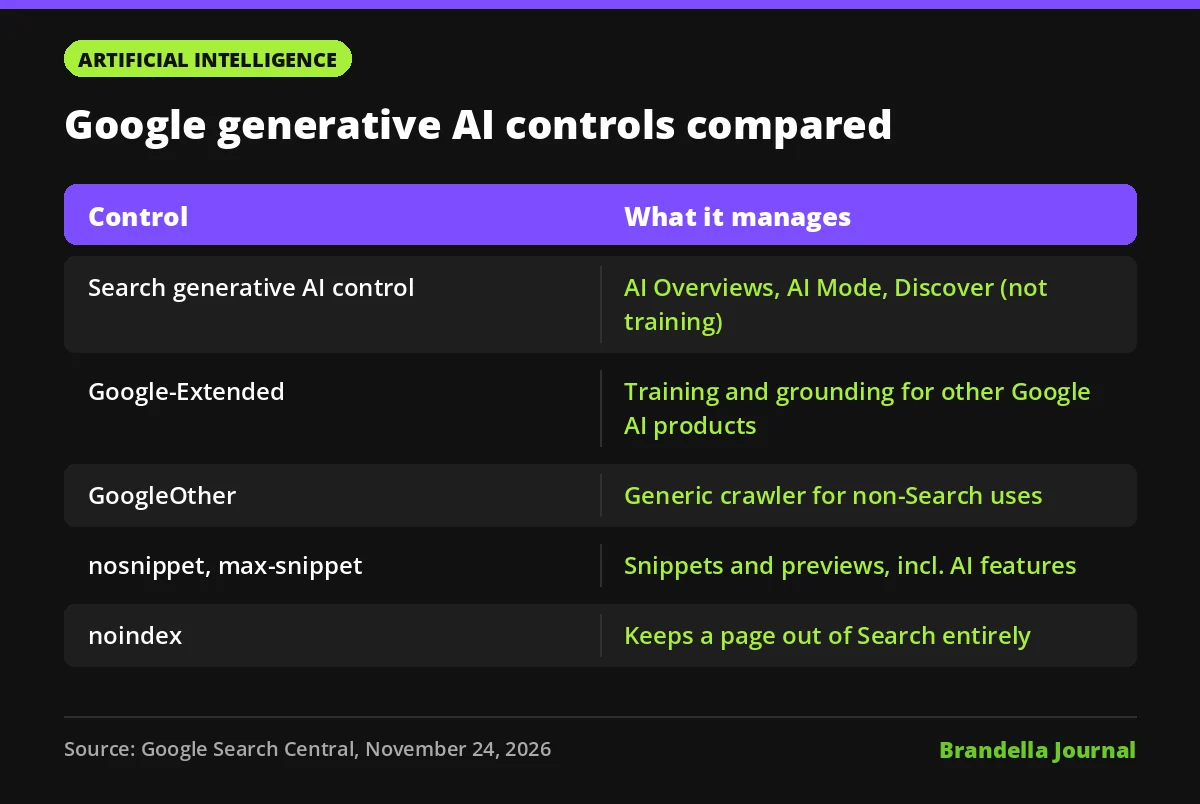 ARTIFICIAL INTELLIGENCE
Google generative AI controls compared
Control
What it manages
Search generative AI control
AI Overviews, AI Mode, Discover (not
training)
Google-Extended
Training and grounding for other Google
AI products
GoogleOther
Generic crawler for non-Search uses
nosnippet, max-snippet
Snippets and previews, incl. AI features
noindex
Keeps a page out of Search entirely
Source: Google Search Central, November 24, 2026
Brandella Journal